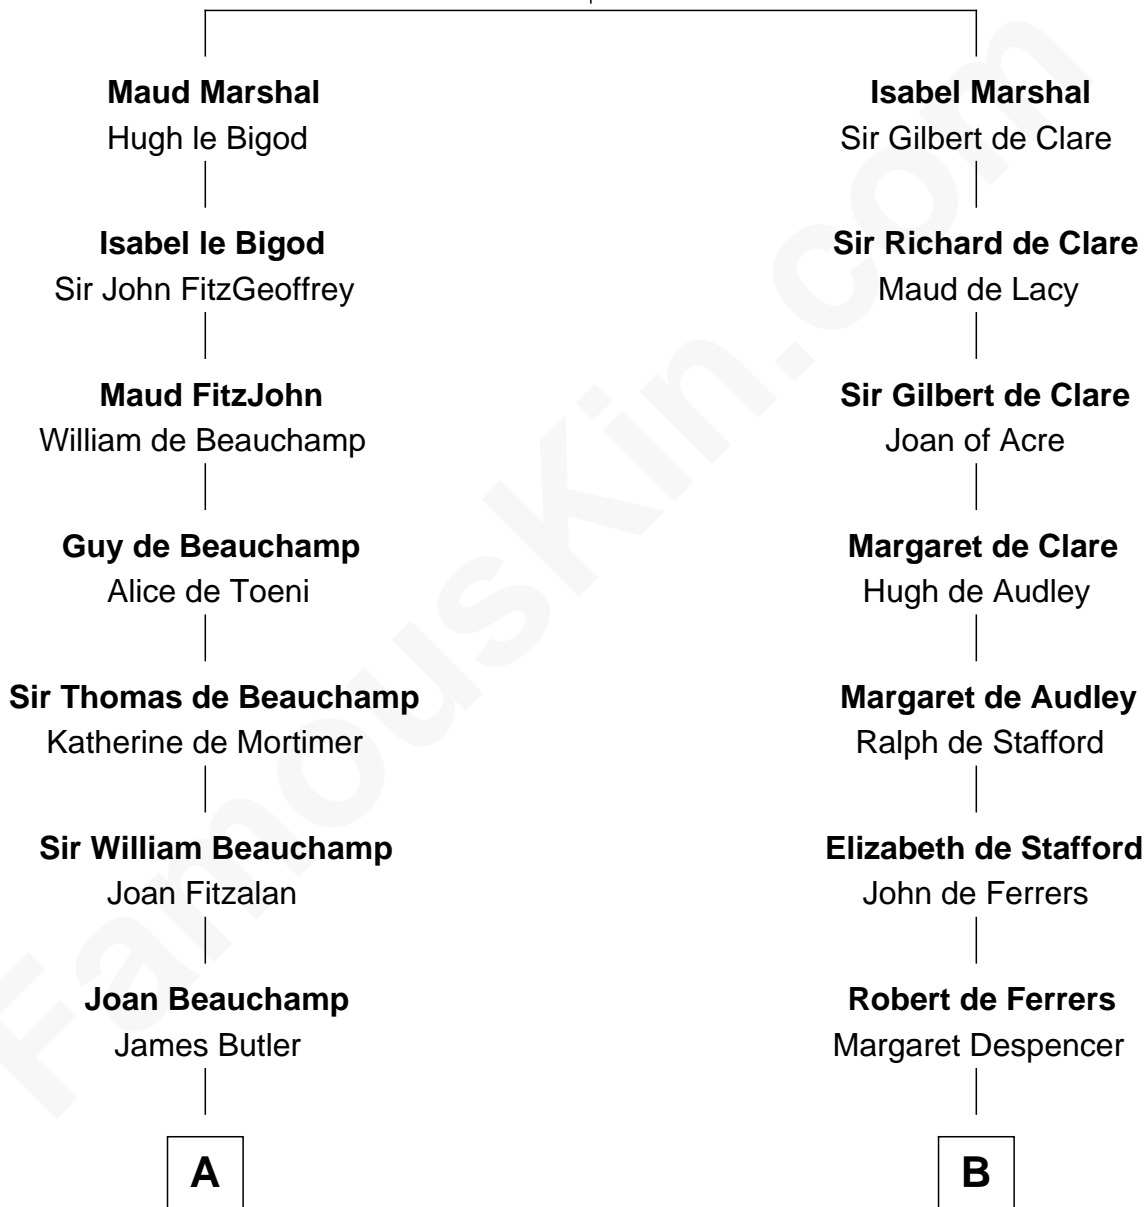 Maud Marshal
Hugh le Bigod
Isabel le Bigod
Sir John FitzGeoffrey
Maud FitzJohn
William de Beauchamp
Guy de Beauchamp
Alice de Toeni
Sir Thomas de Beauchamp
Katherine de Mortimer
Sir William Beauchamp
Joan Fitzalan
Joan Beauchamp
James Butler
A
Isabel Marshal
Sir Gilbert de Clare
Sir Richard de Clare
Maud de Lacy
Sir Gilbert de Clare
Joan of Acre
Margaret de Clare
Hugh de Audley
Margaret de Audley
Ralph de Stafford
Elizabeth de Stafford
John de Ferrers
Robert de Ferrers
Margaret Despencer
B
FamousKin.com